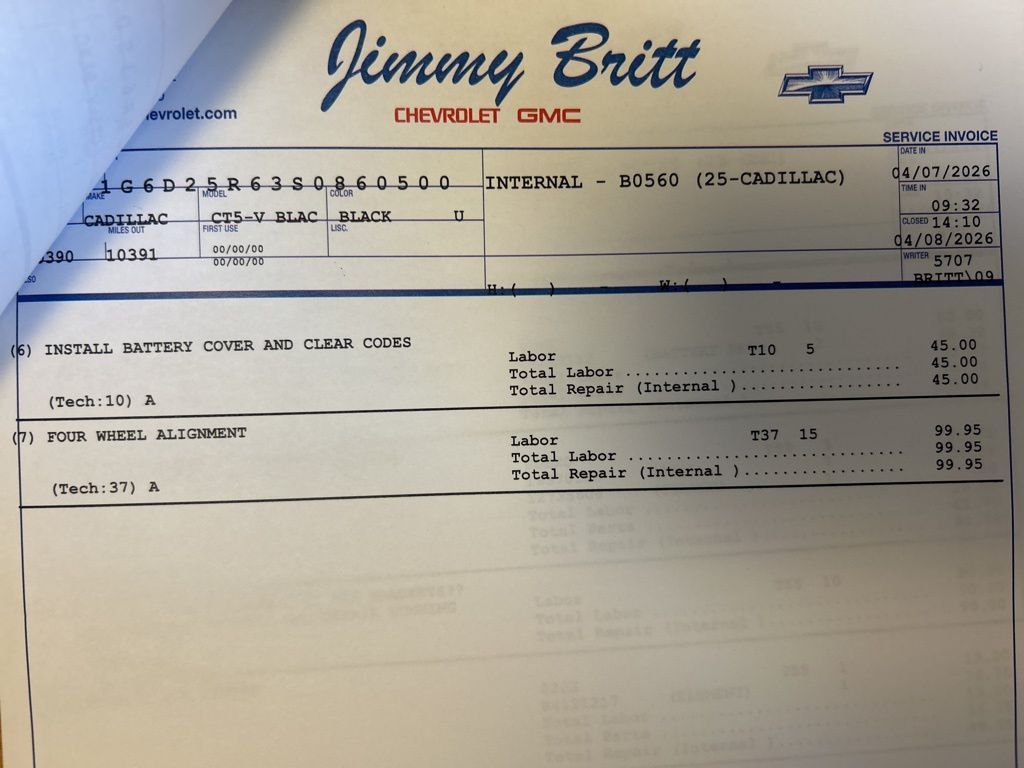 Jimmy Britt
CHEVROLET GMC
evrolet.com
SERVICE INVOICE
1G6D25R63S0860500
INTERNAL - B0560 (25-CADILLAC)
DATE IN
04/07/2026
MAKE
MODEL
COLOR
TIME IN
09:32
CADILLAC
CT5-V BLAC
BLACK
U
MILES OUT
FIRST USE
LISC.
CLOSED 14:10
04/08/2026
390
10391
00/00/00
00/00/00
WRITER 5707
BRITT\09
H:( ) - W:( ) -
(6) INSTALL BATTERY COVER AND CLEAR CODES
Labor T10 5 45.00
Total Labor .............................. 45.00
Total Repair (Internal )................ 45.00
(Tech:10) A
(7) FOUR WHEEL ALIGNMENT
Labor T37 15 99.95
Total Labor .............................. 99.95
Total Repair (Internal )................ 99.95
(Tech:37) A